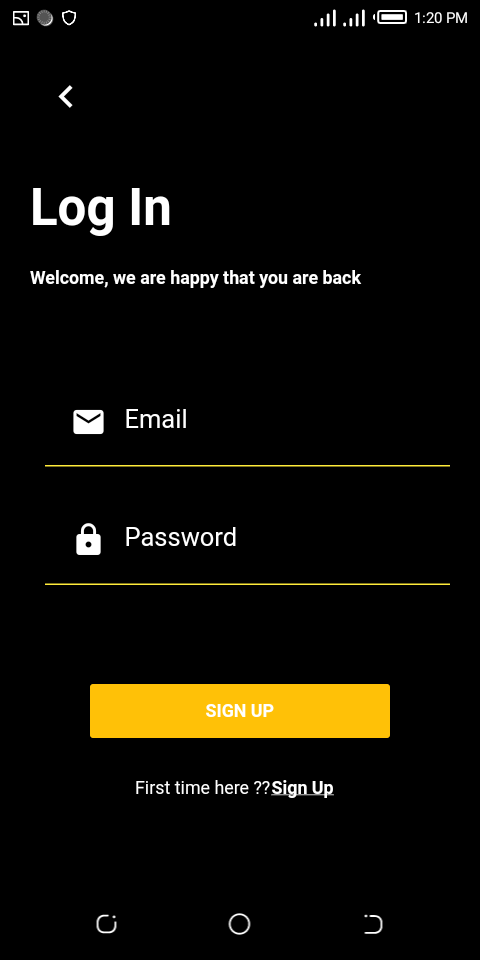 1:20 PM
Log In
Welcome, we are happy that you are back
Email
Password
SIGN UP
First time here ??Sign Up